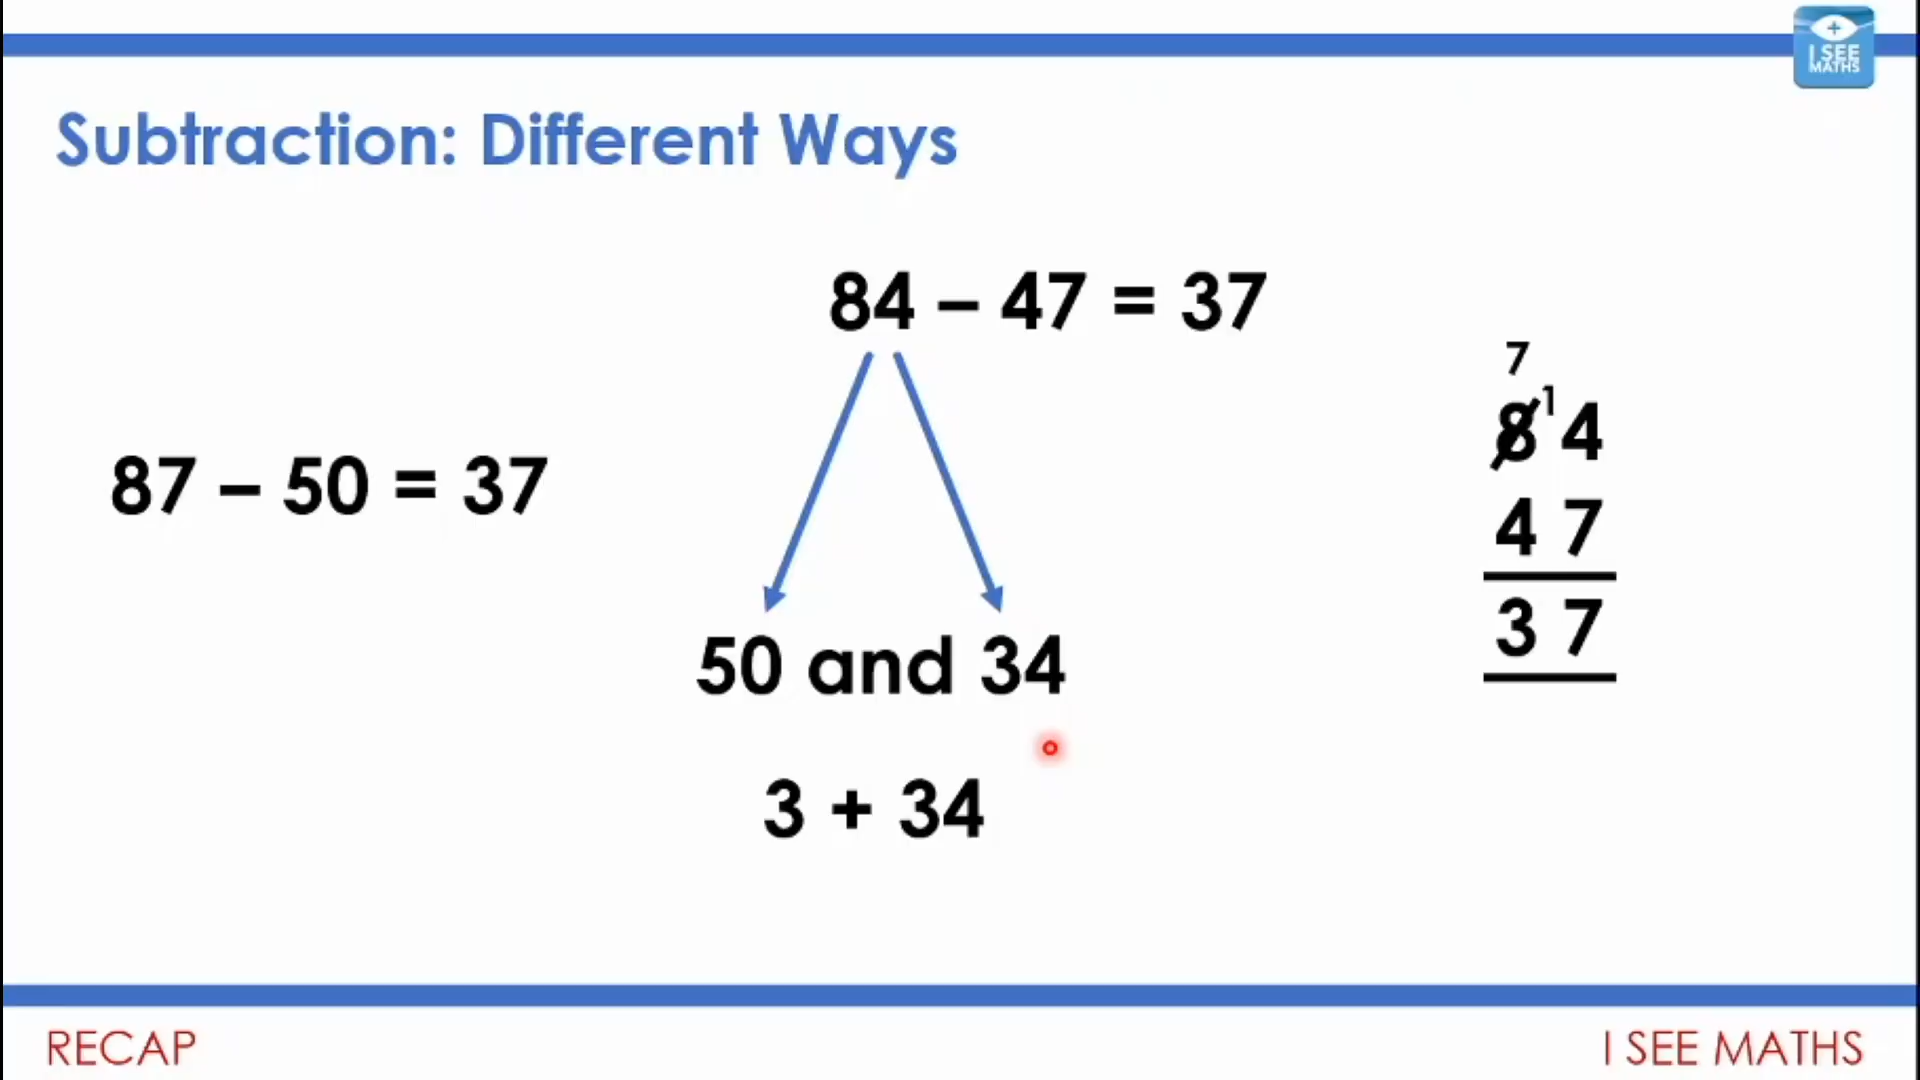 I SEE
MATHS
Subtraction: Different Ways
84 – 47 = 37
87 – 50 = 37
50 and 34
3 + 34
7
8 1 4
4 7
3 7
RECAP
I SEE MATHS